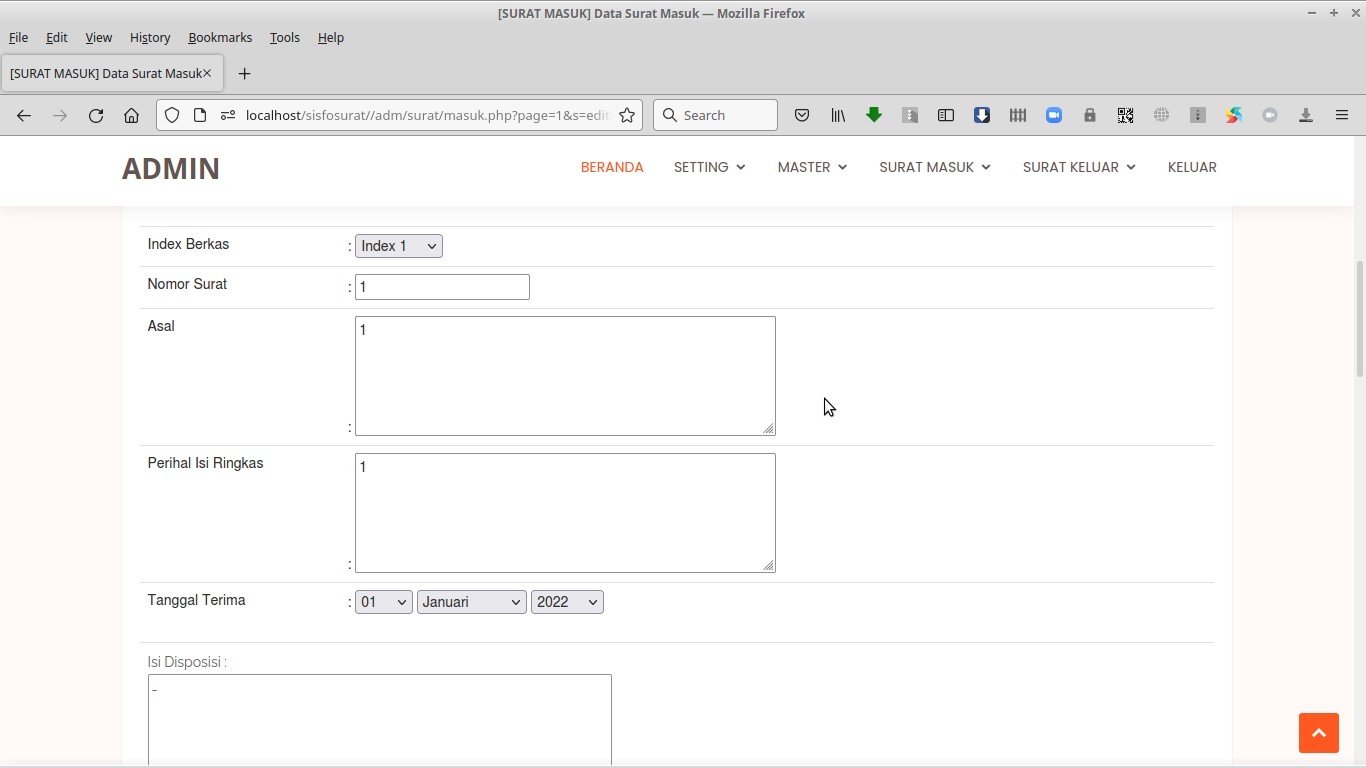 [SURAT MASUK] Data Surat Masuk — Mozilla Firefox
File Edit View History Bookmarks Tools Help
[SURAT MASUK] Data Surat Masuk
localhost/sisfosurat//adm/surat/masuk.php?page=1&s=edit
Search
ADMIN
BERANDA SETTING MASTER SURAT MASUK SURAT KELUAR KELUAR
Index Berkas : Index 1
Nomor Surat : 1
Asal : 1
Perihal Isi Ringkas : 1
Tanggal Terima : 01 Januari 2022
Isi Disposisi :
-